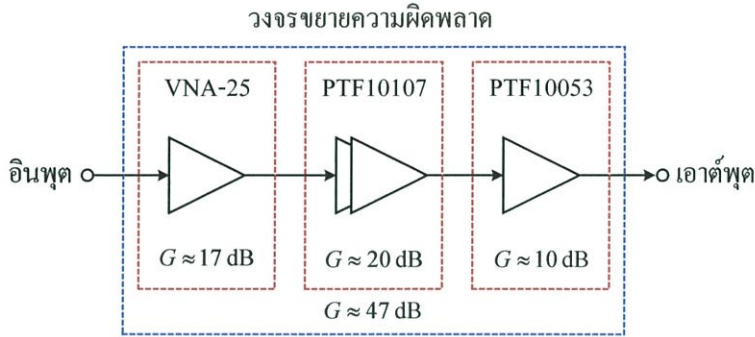 วงจรขยายความผิดพลาด
VNA-25 PTF10107 PTF10053
อินพุต เอาต์พุต
G ≈ 17 dB G ≈ 20 dB G ≈ 10 dB
G ≈ 47 dB